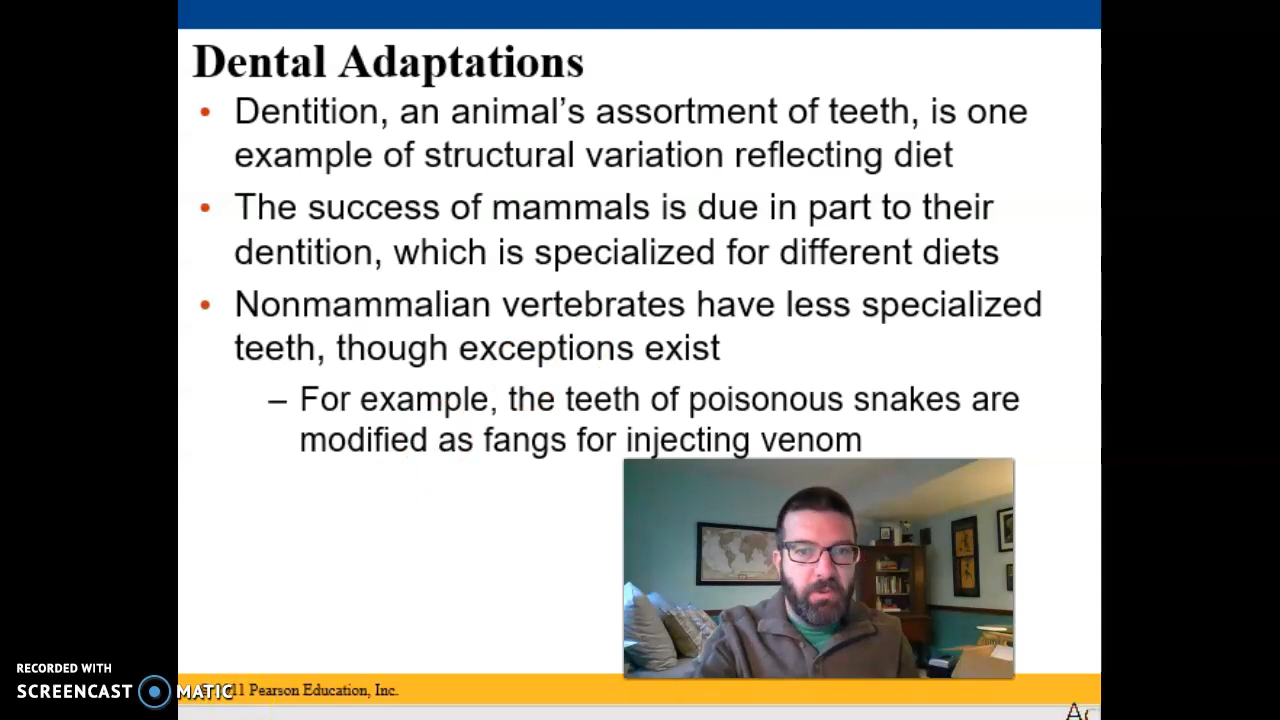 Dental Adaptations
• Dentition, an animal's assortment of teeth, is one
example of structural variation reflecting diet
• The success of mammals is due in part to their
dentition, which is specialized for different diets
• Nonmammalian vertebrates have less specialized
teeth, though exceptions exist
– For example, the teeth of poisonous snakes are
modified as fangs for injecting venom
RECORDED WITH
SCREENCAST MATIC
Pearson Education, Inc.